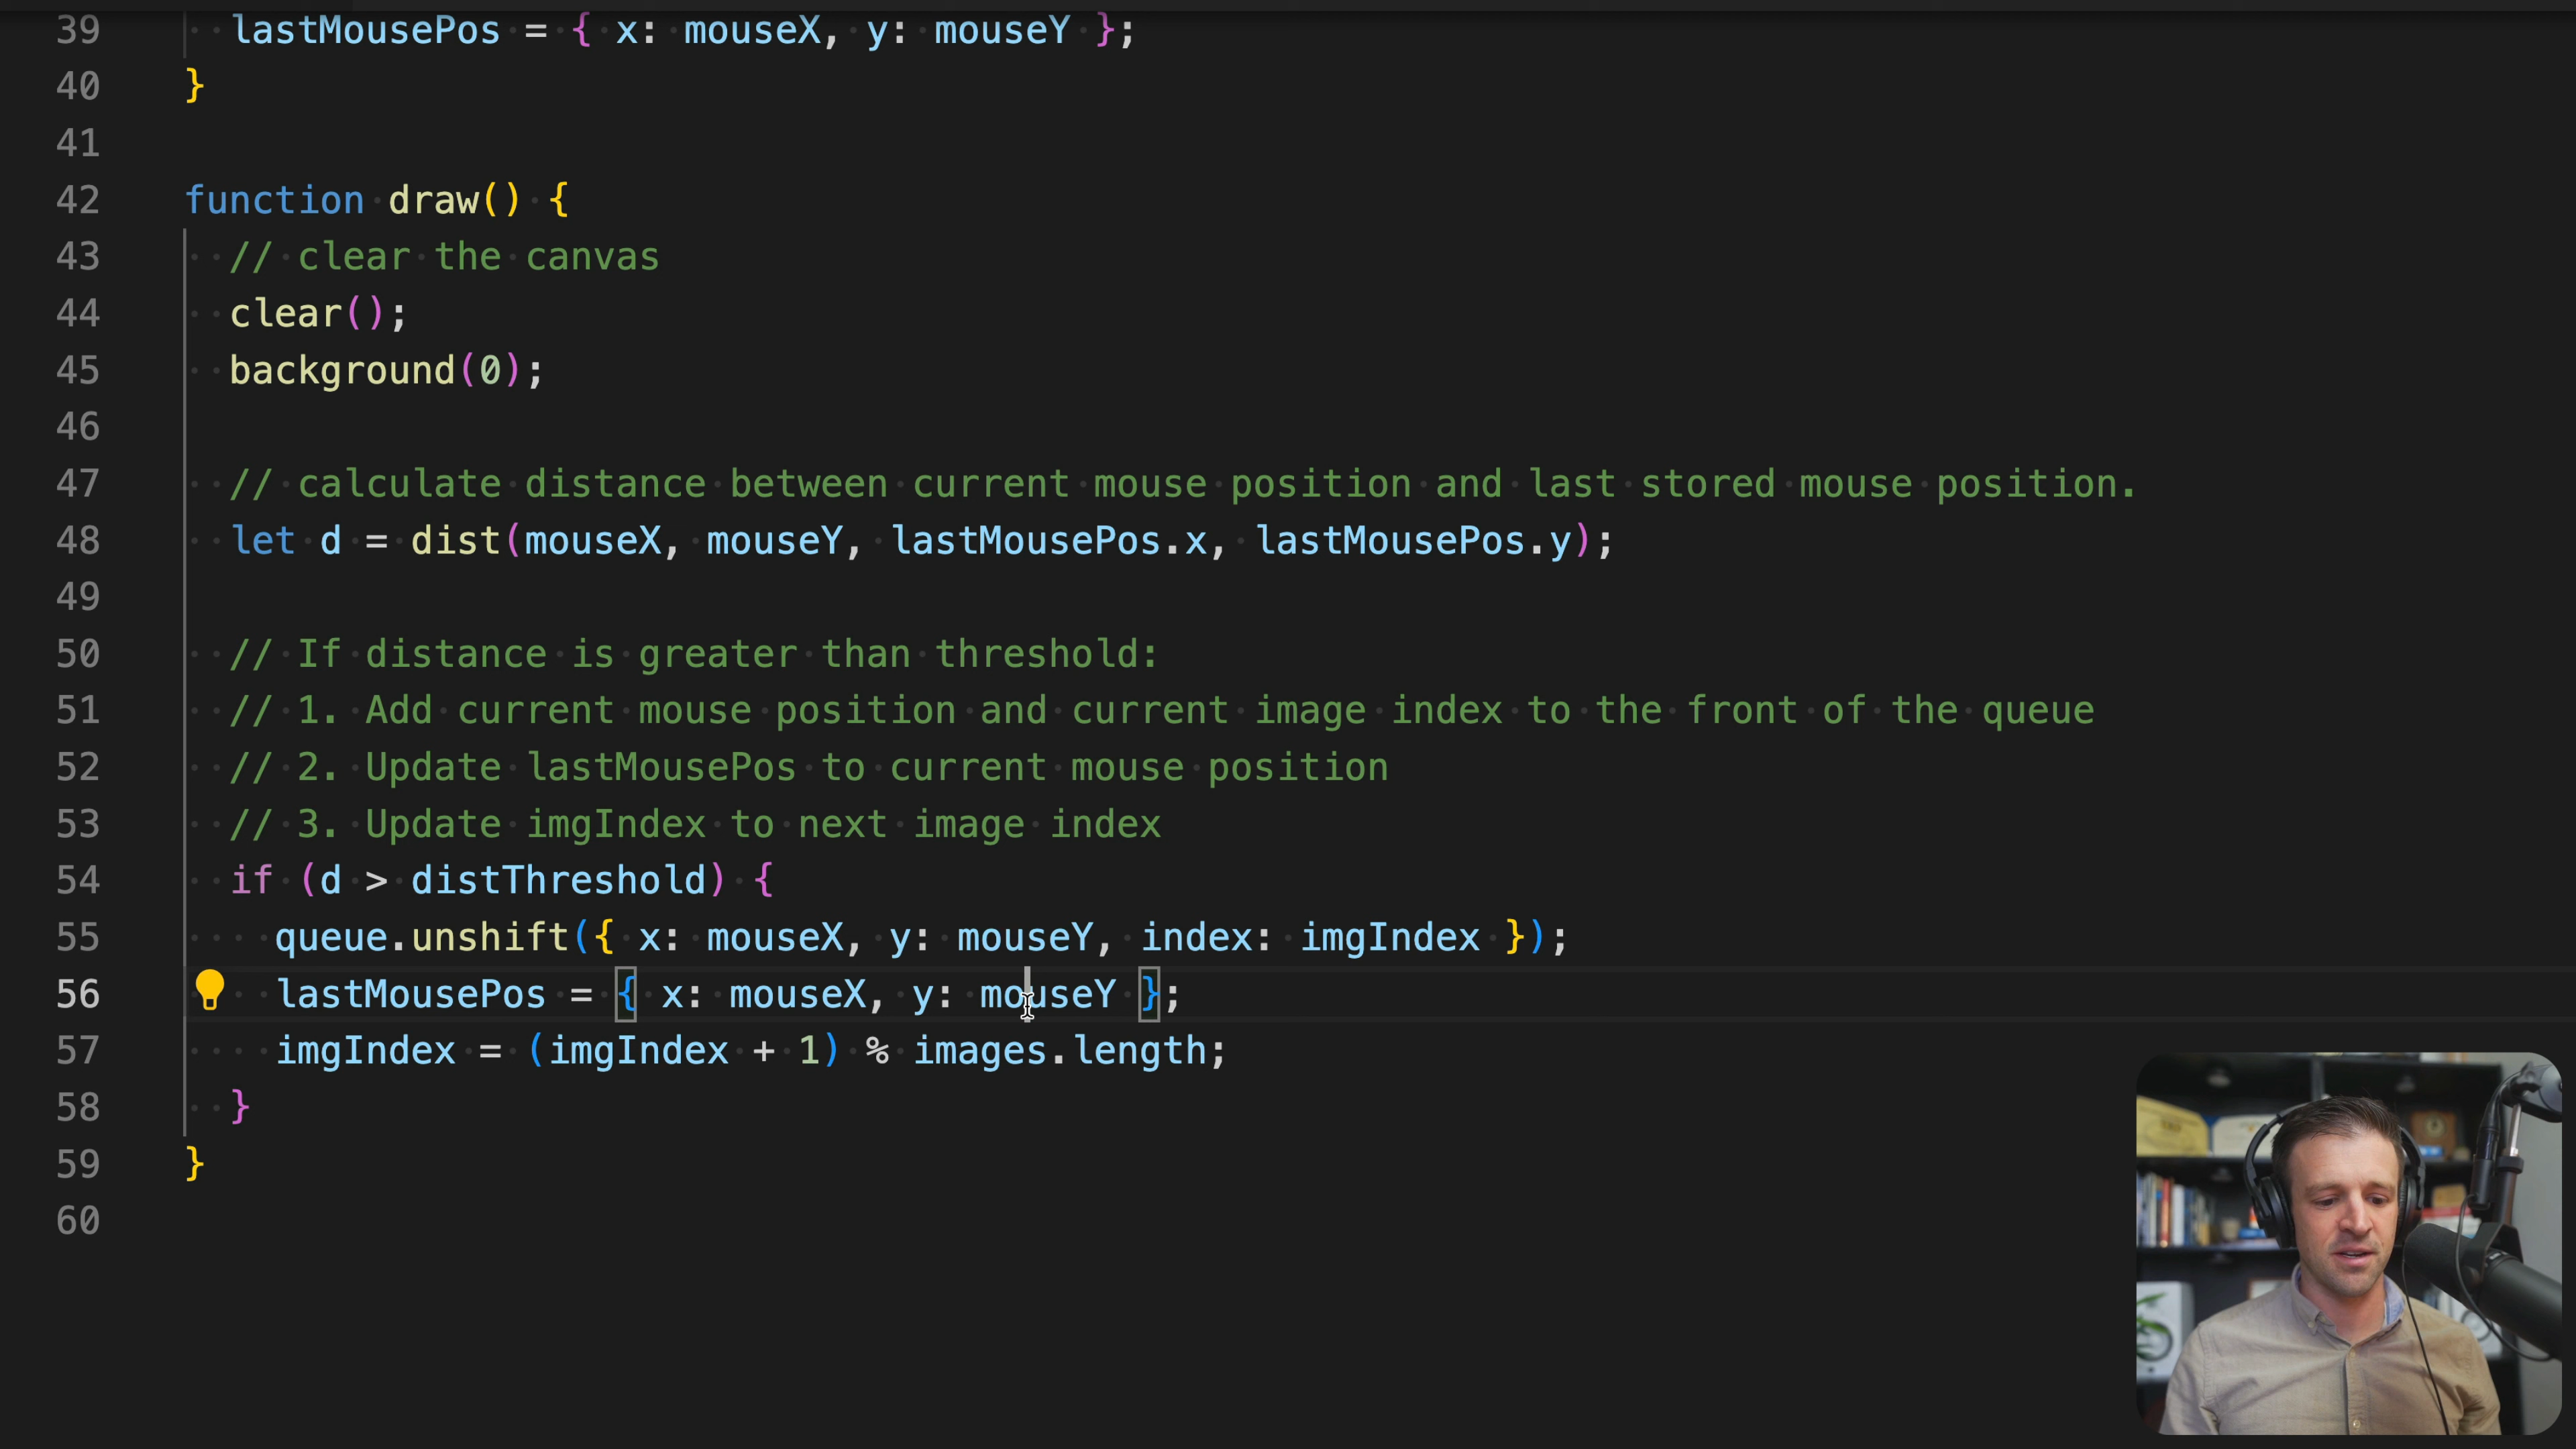 39 lastMousePos = { x: mouseX, y: mouseY };
40 }
41
42 function draw() {
43 // clear the canvas
44 clear();
45 background(0);
46
47 // calculate distance between current mouse position and last stored mouse position.
48 let d = dist(mouseX, mouseY, lastMousePos.x, lastMousePos.y);
49
50 // If distance is greater than threshold:
51 // 1. Add current mouse position and current image index to the front of the queue
52 // 2. Update lastMousePos to current mouse position
53 // 3. Update imgIndex to next image index
54 if (d > distThreshold) {
55 queue.unshift({ x: mouseX, y: mouseY, index: imgIndex });
56 lastMousePos = { x: mouseX, y: mouseY };
57 imgIndex = (imgIndex + 1) % images.length;
58 }
59 }
60